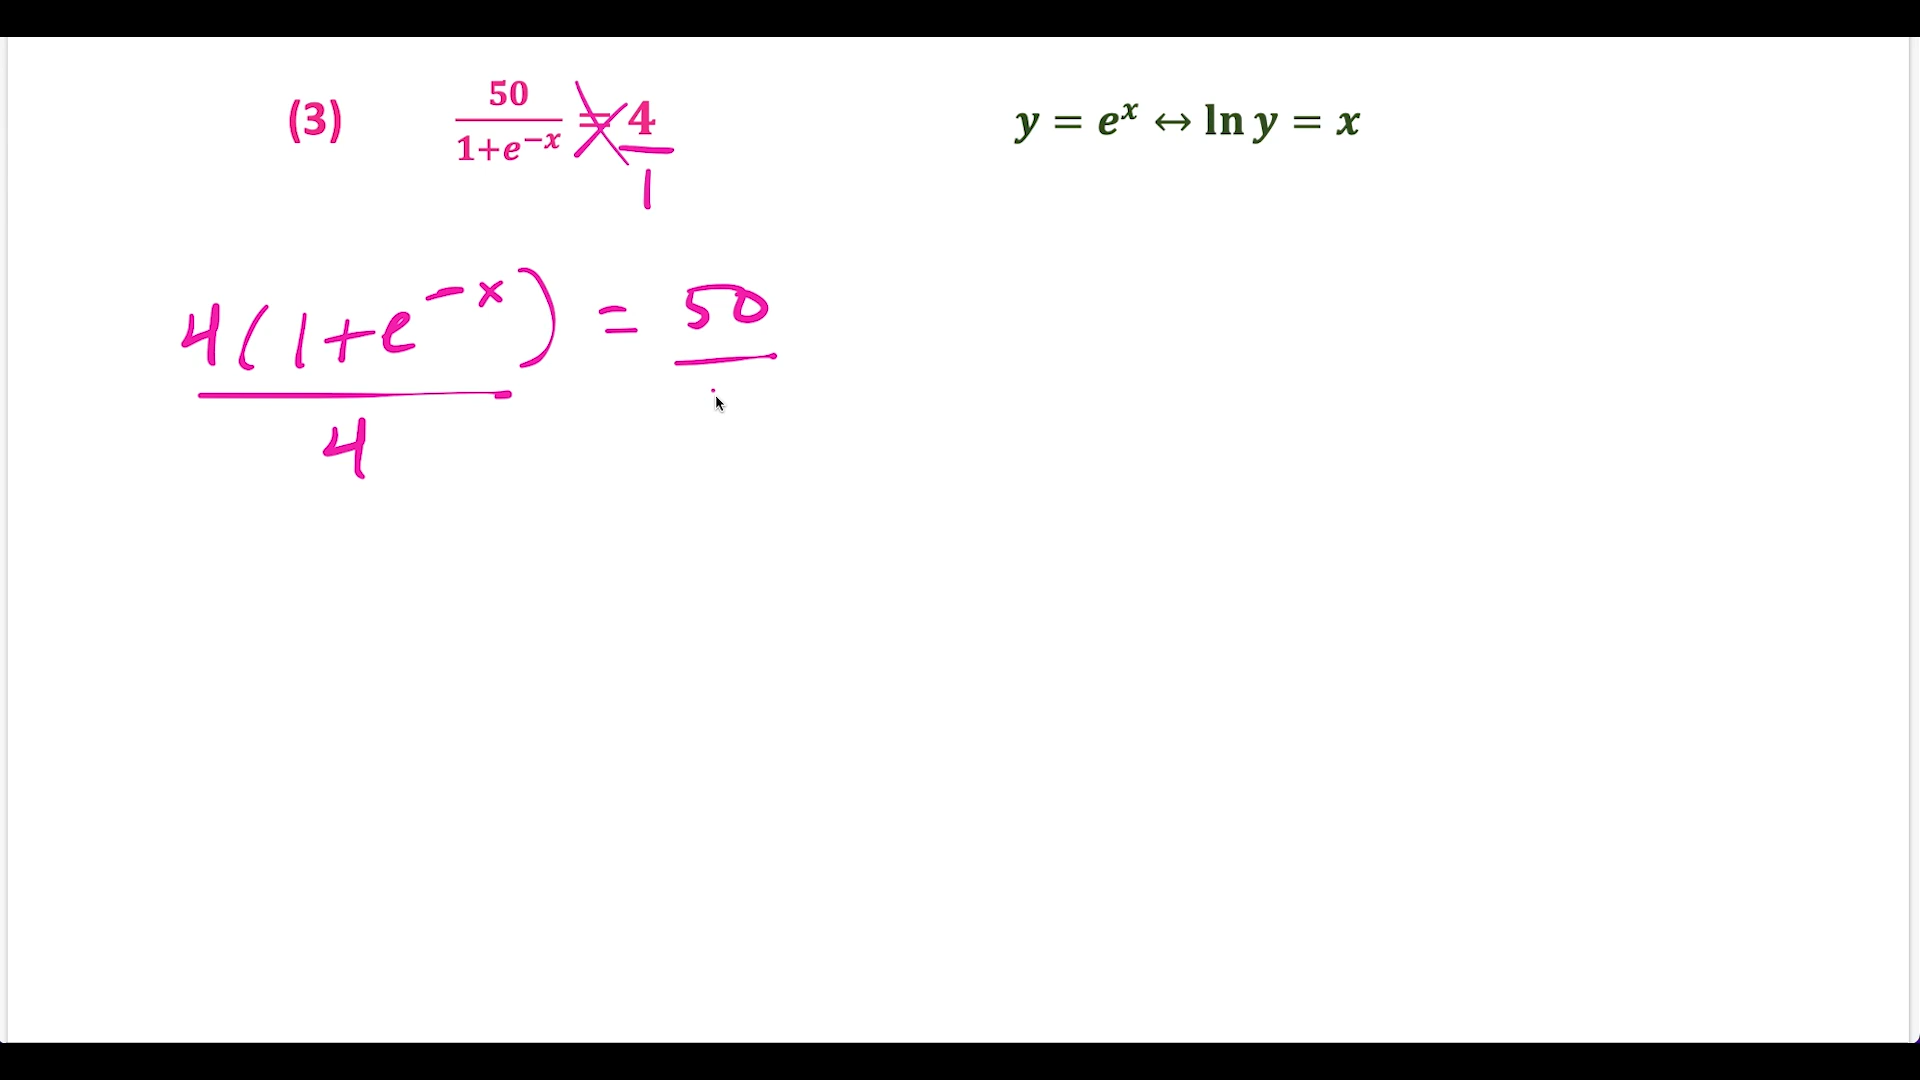 (3) 50/(1+e^{-x}) = 4/1
y = e^x ↔ ln y = x
4(1+e^{-x})/4 = 50/